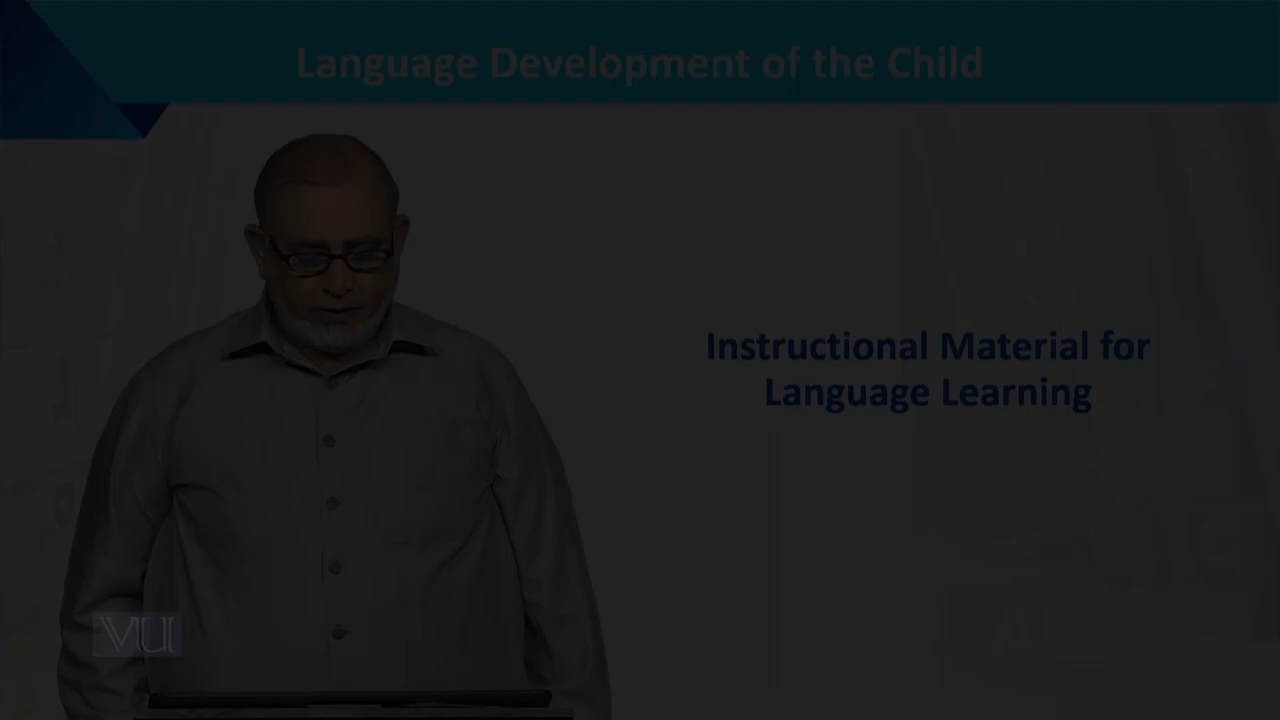 Language Development of the Child
Instructional Material for
Language Learning
VU
C
A